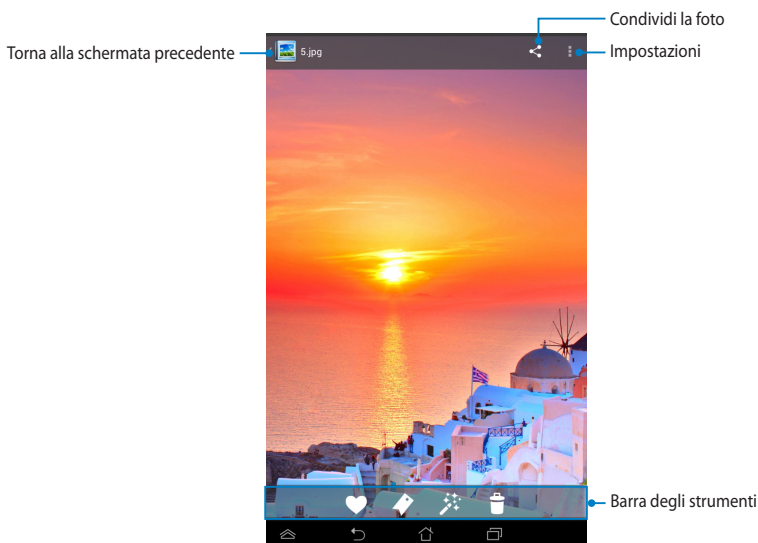 Condividi la foto
Torna alla schermata precedente
5.jpg
Impostazioni
Barra degli strumenti